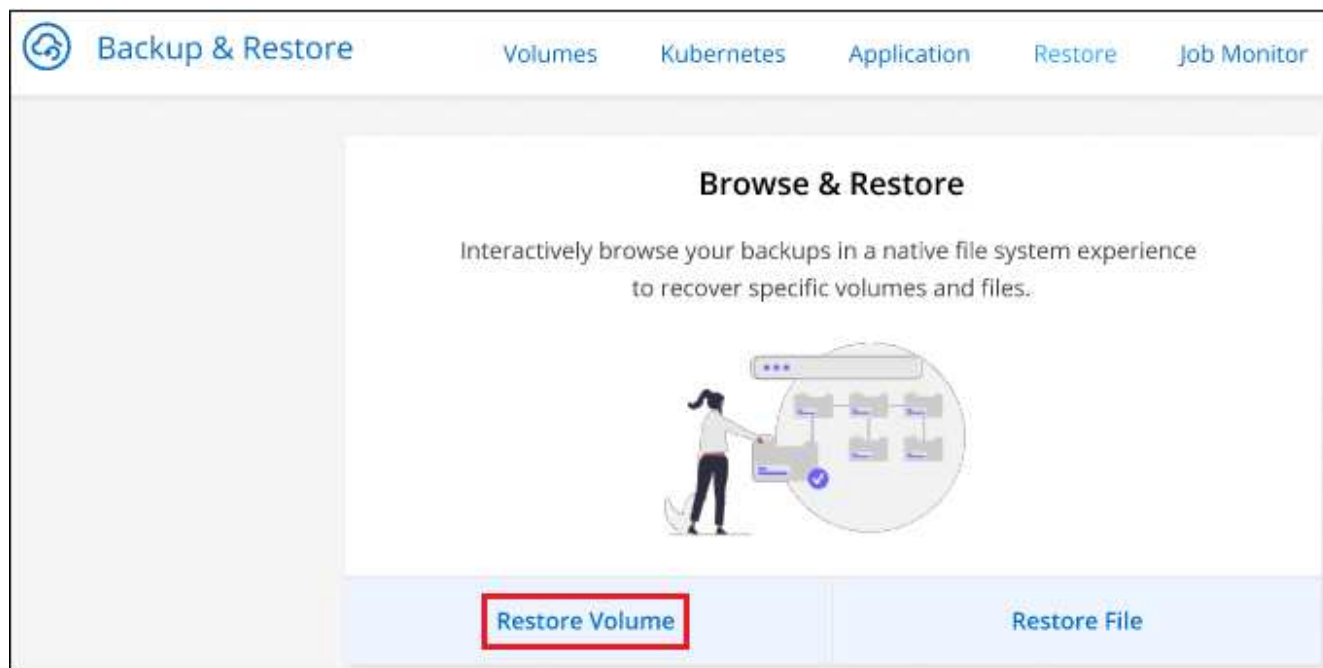 Backup & Restore Volumes Kubernetes Application Restore Job Monitor
Browse & Restore
Interactively browse your backups in a native file system experience
to recover specific volumes and files.
Restore Volume Restore File